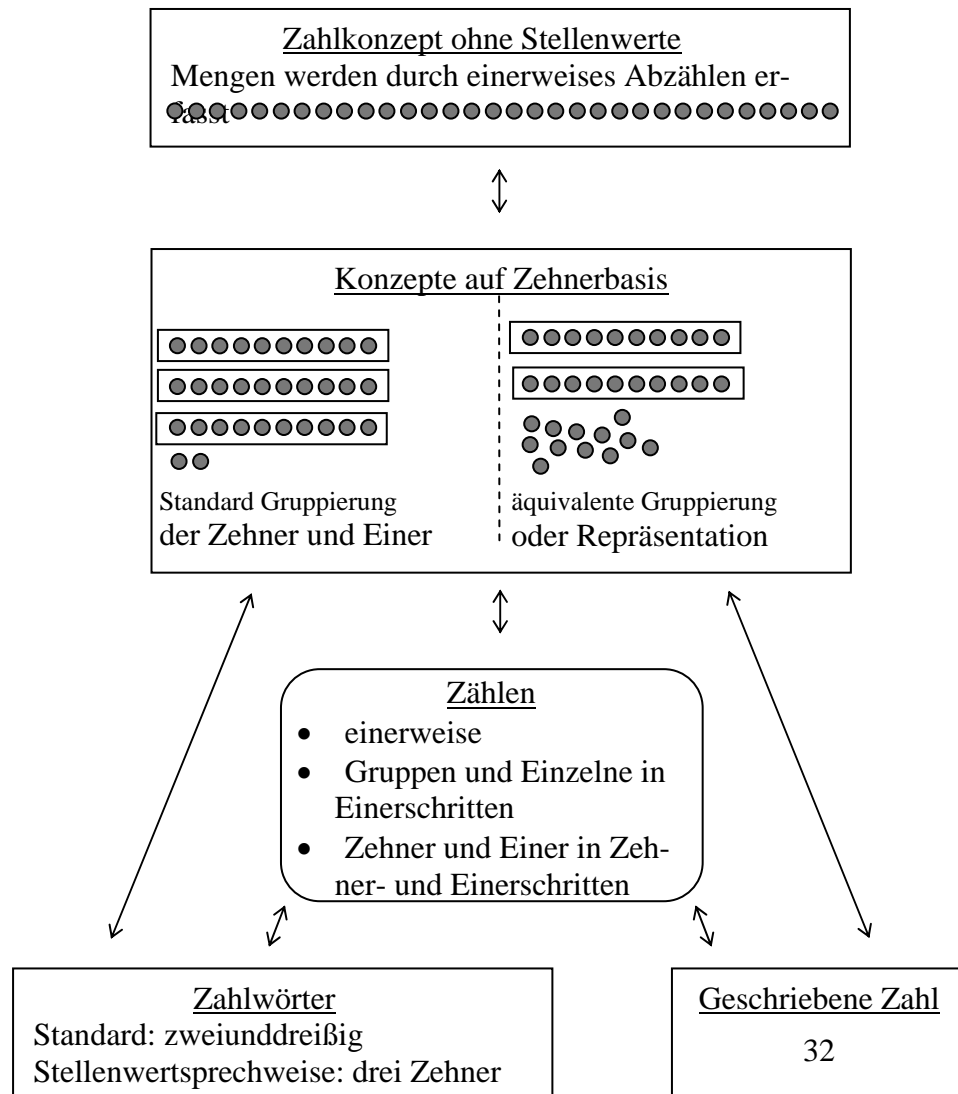 Zahlkonzept ohne Stellenwerte
Mengen werden durch einerweises Abzählen er-
fasst
Konzepte auf Zehnerbasis
Standard Gruppierung
der Zehner und Einer
äquivalente Gruppierung
oder Repräsentation
Zählen
• einerweise
• Gruppen und Einzelne in
Einerschritten
• Zehner und Einer in Zeh-
ner- und Einerschritten
Zahlwörter
Standard: zweiunddreißig
Stellenwertsprechweise: drei Zehner
Geschriebene Zahl
32